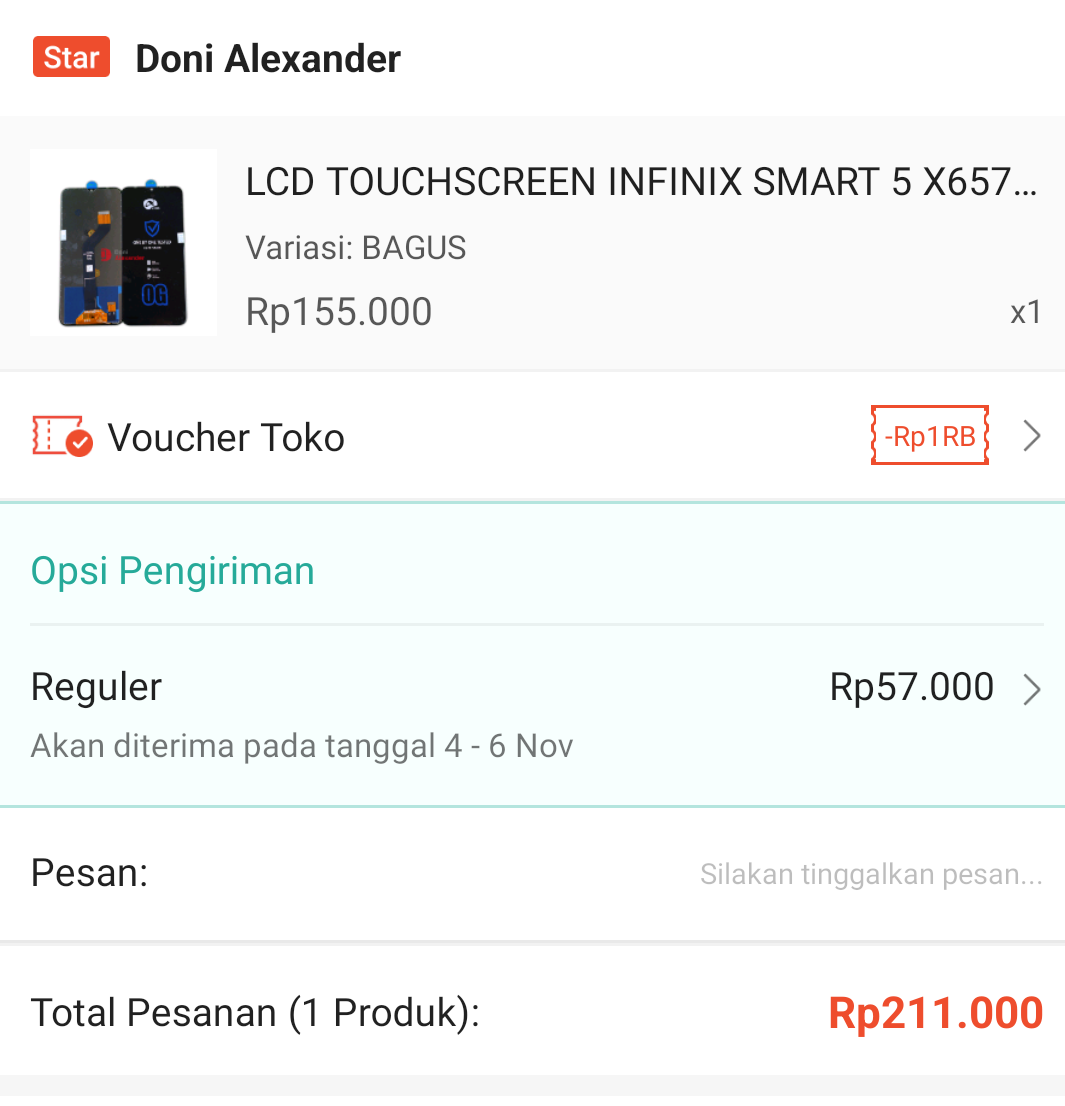 Star Doni Alexander
LCD TOUCHSCREEN INFINIX SMART 5 X657...
Variasi: BAGUS
Rp155.000
x1
OG
Voucher Toko
-Rp1RB
Opsi Pengiriman
Reguler
Rp57.000
Akan diterima pada tanggal 4 - 6 Nov
Pesan:
Silakan tinggalkan pesan...
Total Pesanan (1 Produk):
Rp211.000